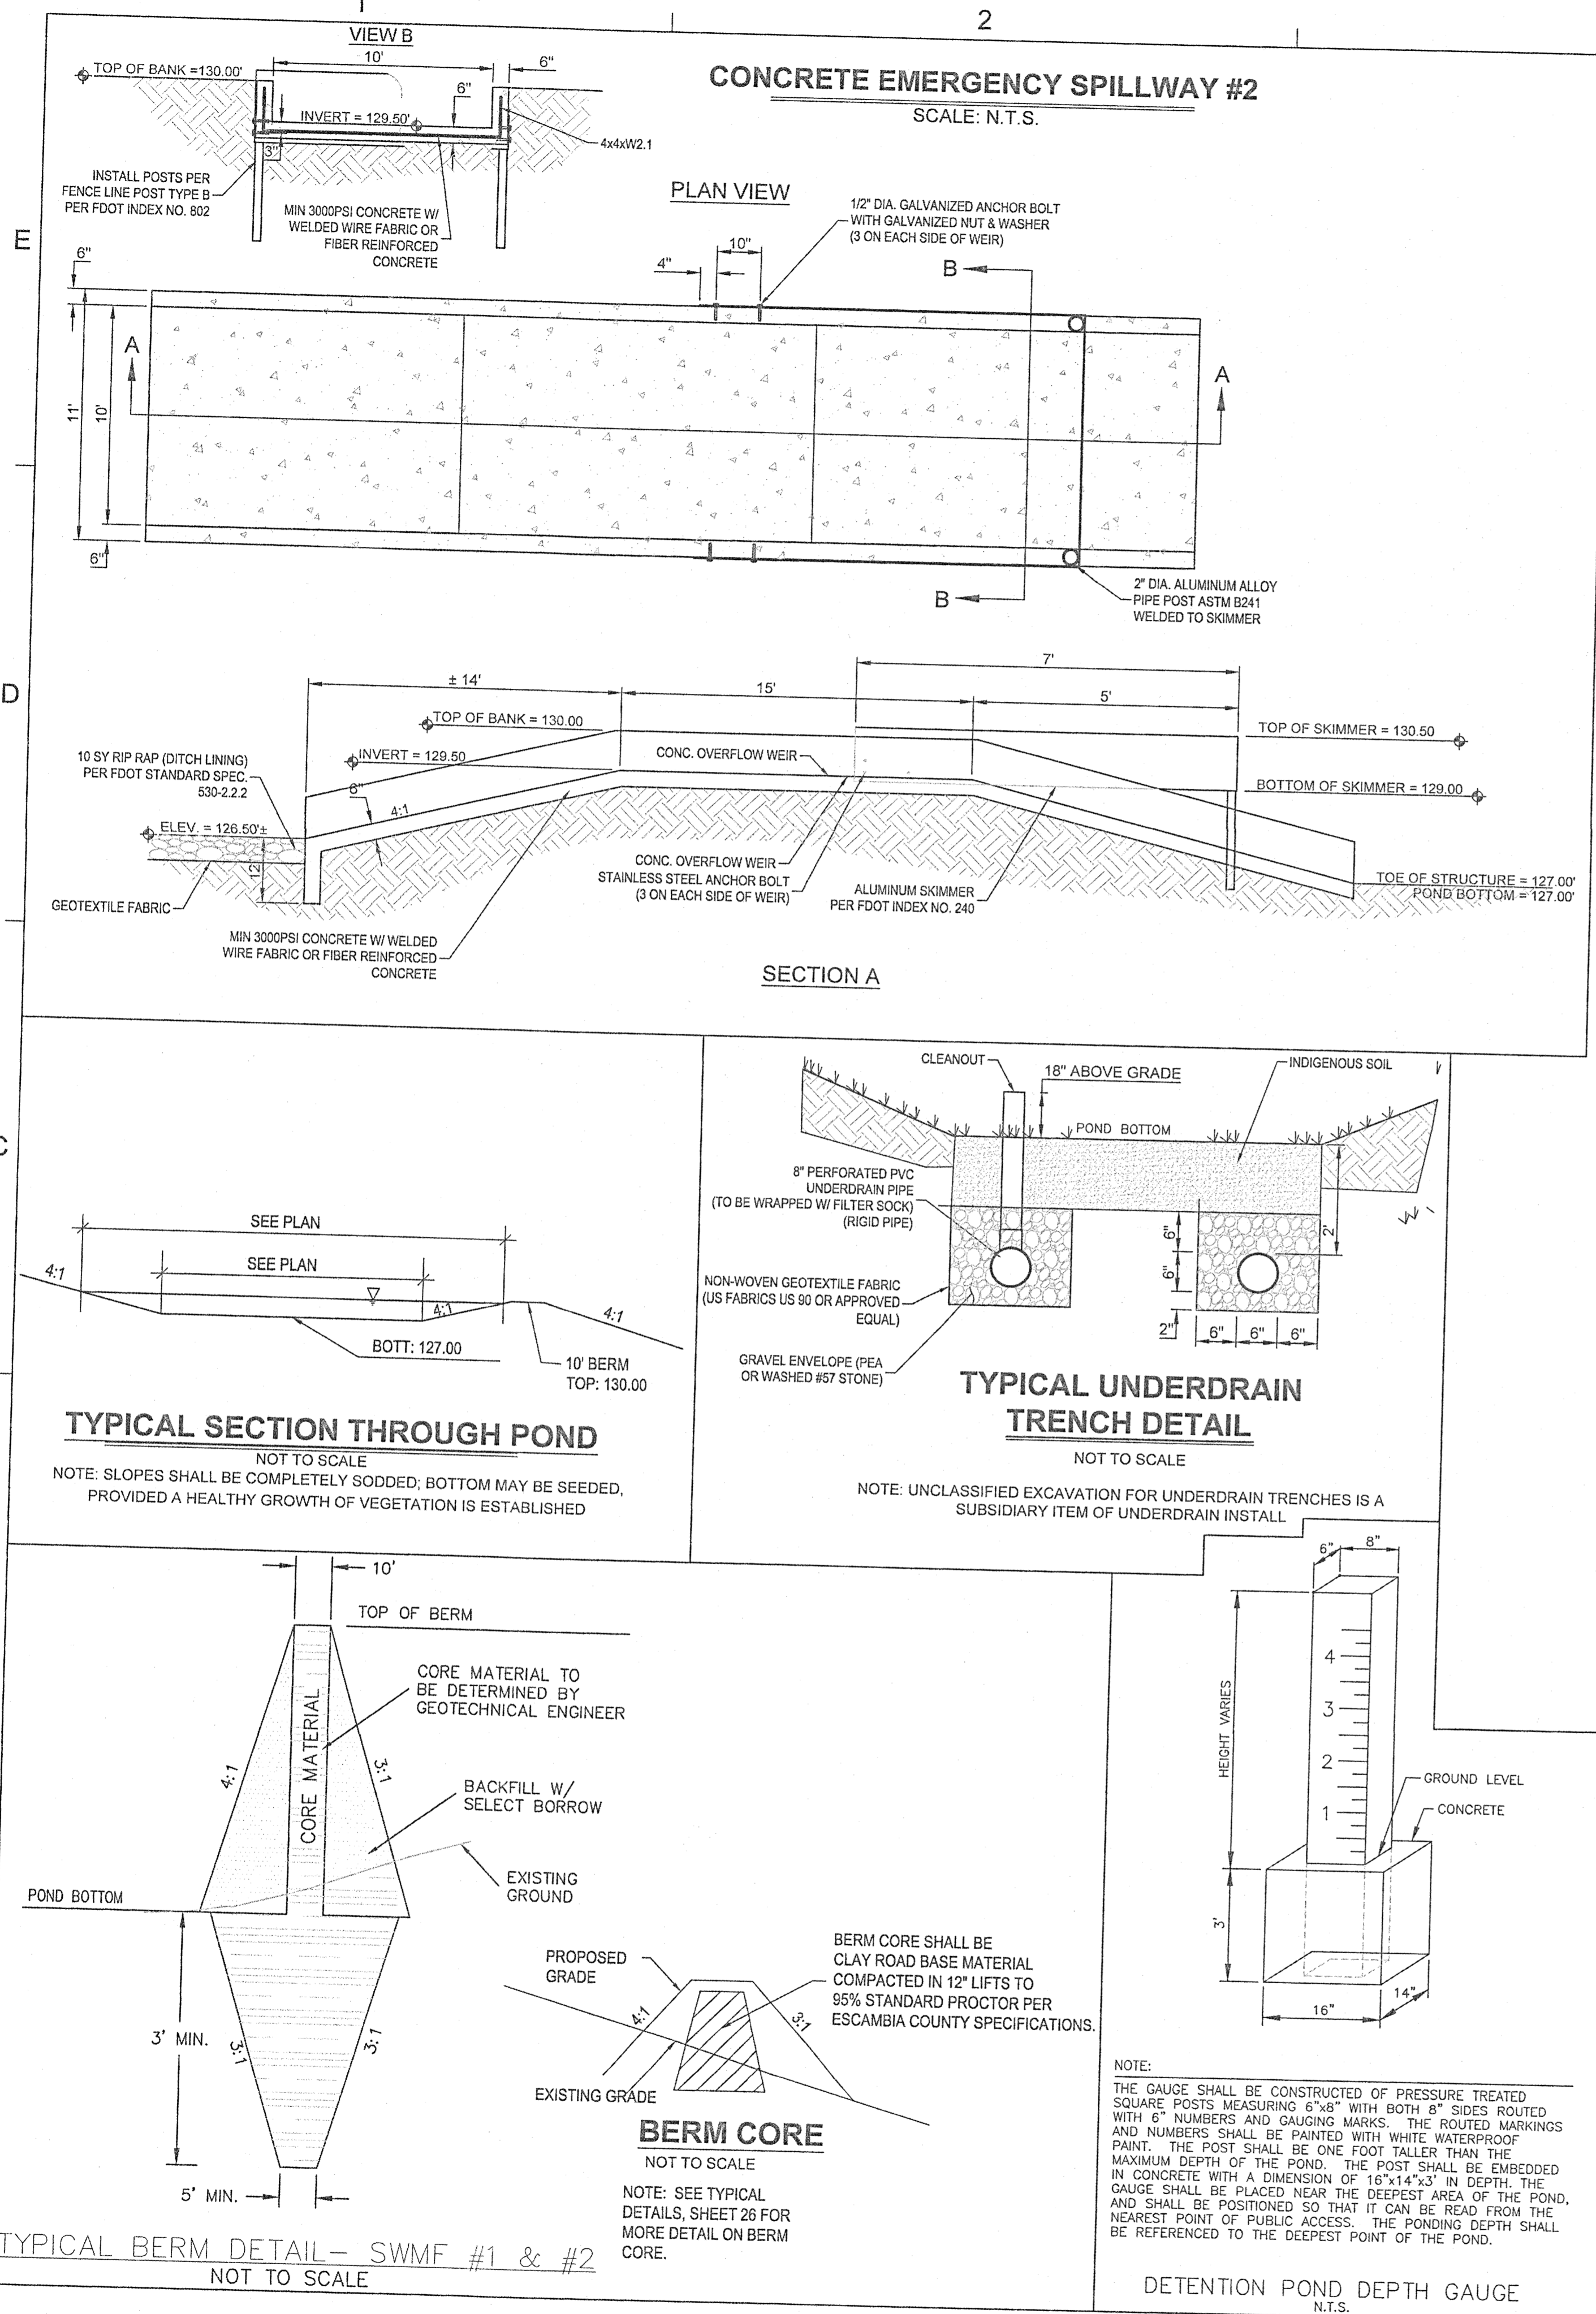 1
2
VIEW B
10'
6"
TOP OF BANK =130.00'
6"
INVERT = 129.50'
3"
4x4xW2.1
INSTALL POSTS PER
FENCE LINE POST TYPE B
PER FDOT INDEX NO. 802
MIN 3000PSI CONCRETE W/
WELDED WIRE FABRIC OR
FIBER REINFORCED
CONCRETE
CONCRETE EMERGENCY SPILLWAY #2
SCALE: N.T.S.
PLAN VIEW
1/2" DIA. GALVANIZED ANCHOR BOLT
WITH GALVANIZED NUT & WASHER
(3 ON EACH SIDE OF WEIR)
E
6"
4"
10"
B
A
A
11'
10'
6"
B
2" DIA. ALUMINUM ALLOY
PIPE POST ASTM B241
WELDED TO SKIMMER
D
± 14'
15'
7'
5'
TOP OF BANK = 130.00
TOP OF SKIMMER = 130.50
10 SY RIP RAP (DITCH LINING)
PER FDOT STANDARD SPEC.
530-2.2.2
INVERT = 129.50
CONC. OVERFLOW WEIR
BOTTOM OF SKIMMER = 129.00
6"
4:1
ELEV. = 126.50'±
12"
GEOTEXTILE FABRIC
CONC. OVERFLOW WEIR
STAINLESS STEEL ANCHOR BOLT
(3 ON EACH SIDE OF WEIR)
ALUMINUM SKIMMER
PER FDOT INDEX NO. 240
TOE OF STRUCTURE = 127.00'
POND BOTTOM = 127.00'
MIN 3000PSI CONCRETE W/ WELDED
WIRE FABRIC OR FIBER REINFORCED
CONCRETE
SECTION A
C
SEE PLAN
SEE PLAN
4:1
4:1
4:1
BOTT: 127.00
10' BERM
TOP: 130.00
TYPICAL SECTION THROUGH POND
NOT TO SCALE
NOTE: SLOPES SHALL BE COMPLETELY SODDED; BOTTOM MAY BE SEEDED,
PROVIDED A HEALTHY GROWTH OF VEGETATION IS ESTABLISHED
CLEANOUT
18" ABOVE GRADE
INDIGENOUS SOIL
POND BOTTOM
8" PERFORATED PVC
UNDERDRAIN PIPE
(TO BE WRAPPED W/ FILTER SOCK)
(RIGID PIPE)
6"
2'
6"
NON-WOVEN GEOTEXTILE FABRIC
(US FABRICS US 90 OR APPROVED
EQUAL)
2"
6"
6"
6"
GRAVEL ENVELOPE (PEA
OR WASHED #57 STONE)
TYPICAL UNDERDRAIN
TRENCH DETAIL
NOT TO SCALE
NOTE: UNCLASSIFIED EXCAVATION FOR UNDERDRAIN TRENCHES IS A
SUBSIDIARY ITEM OF UNDERDRAIN INSTALL
10'
TOP OF BERM
CORE MATERIAL TO
BE DETERMINED BY
GEOTECHNICAL ENGINEER
CORE MATERIAL
4:1
3:1
BACKFILL W/
SELECT BORROW
EXISTING
GROUND
POND BOTTOM
3' MIN.
3:1
3:1
5' MIN.
TYPICAL BERM DETAIL– SWMF #1 & #2
NOT TO SCALE
PROPOSED
GRADE
BERM CORE SHALL BE
CLAY ROAD BASE MATERIAL
COMPACTED IN 12" LIFTS TO
95% STANDARD PROCTOR PER
ESCAMBIA COUNTY SPECIFICATIONS.
4:1
3:1
EXISTING GRADE
BERM CORE
NOT TO SCALE
NOTE: SEE TYPICAL
DETAILS, SHEET 26 FOR
MORE DETAIL ON BERM
CORE.
6"
8"
HEIGHT VARIES
4
3
2
1
GROUND LEVEL
CONCRETE
3'
16"
14"
NOTE:
THE GAUGE SHALL BE CONSTRUCTED OF PRESSURE TREATED
SQUARE POSTS MEASURING 6"x8" WITH BOTH 8" SIDES ROUTED
WITH 6" NUMBERS AND GAUGING MARKS. THE ROUTED MARKINGS
AND NUMBERS SHALL BE PAINTED WITH WHITE WATERPROOF
PAINT. THE POST SHALL BE ONE FOOT TALLER THAN THE
MAXIMUM DEPTH OF THE POND. THE POST SHALL BE EMBEDDED
IN CONCRETE WITH A DIMENSION OF 16"x14"x3' IN DEPTH. THE
GAUGE SHALL BE PLACED NEAR THE DEEPEST AREA OF THE POND,
AND SHALL BE POSITIONED SO THAT IT CAN BE READ FROM THE
NEAREST POINT OF PUBLIC ACCESS. THE PONDING DEPTH SHALL
BE REFERENCED TO THE DEEPEST POINT OF THE POND.
DETENTION POND DEPTH GAUGE
N.T.S.